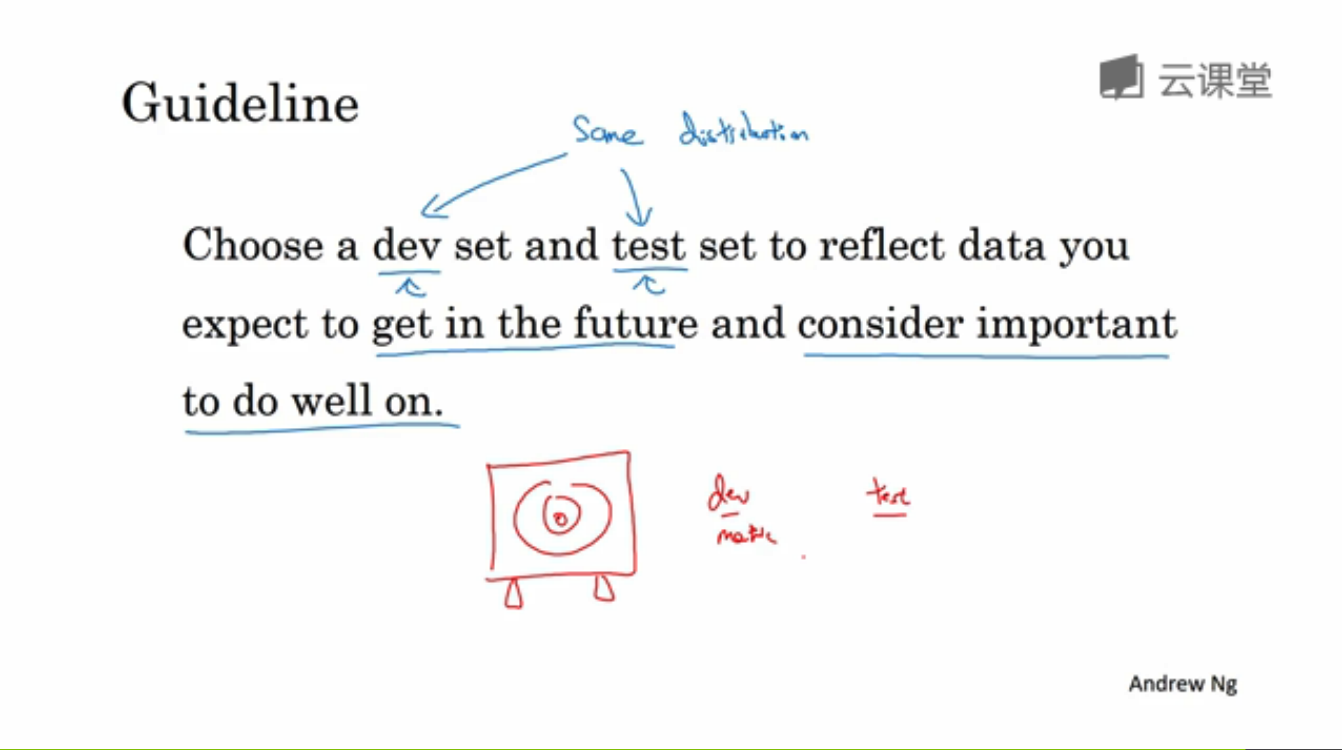 Guideline
云课堂
Same distribution
Choose a dev set and test set to reflect data you
expect to get in the future and consider important
to do well on.
dev
test
metric
Andrew Ng